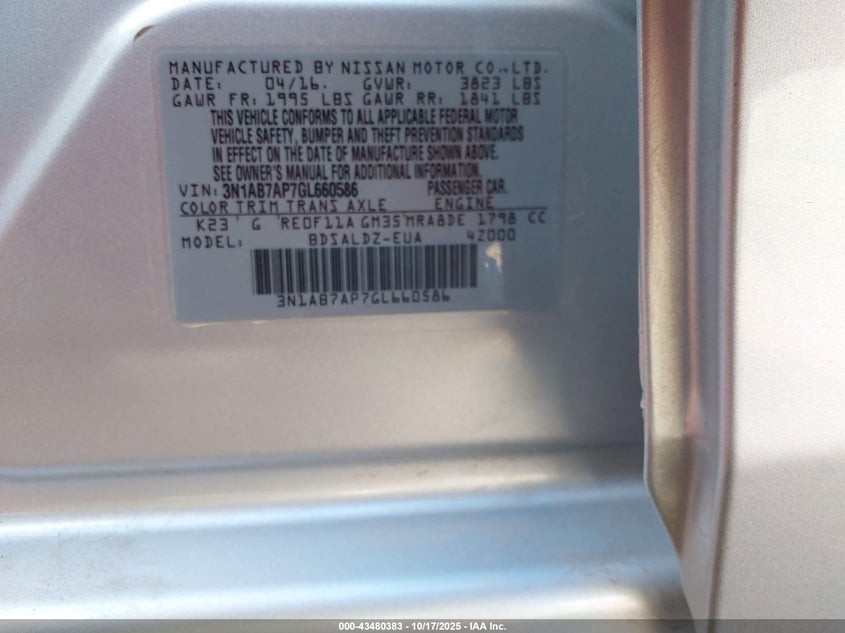 MANUFACTURED BY NISSAN MOTOR CO.,LTD.
DATE: 04/16. GVWR: 3823 LBS
GAWR FR: 1995 LBS GAWR RR: 1841 LBS
THIS VEHICLE CONFORMS TO ALL APPLICABLE FEDERAL MOTOR
VEHICLE SAFETY, BUMPER AND THEFT PREVENTION STANDARDS
IN EFFECT ON THE DATE OF MANUFACTURE SHOWN ABOVE.
SEE OWNER'S MANUAL FOR ADDITIONAL INFORMATION.
VIN: 3N1AB7AP7GL660586 PASSENGER CAR.
COLOR TRIM TRANS AXLE ENGINE
K23 G RE0F11A GM35 MRA8DE 1798 CC
MODEL: BDSALDZ-EUA 4Z000
3N1AB7AP7GL660586
000-43480383 - 10/17/2025 - IAA Inc.